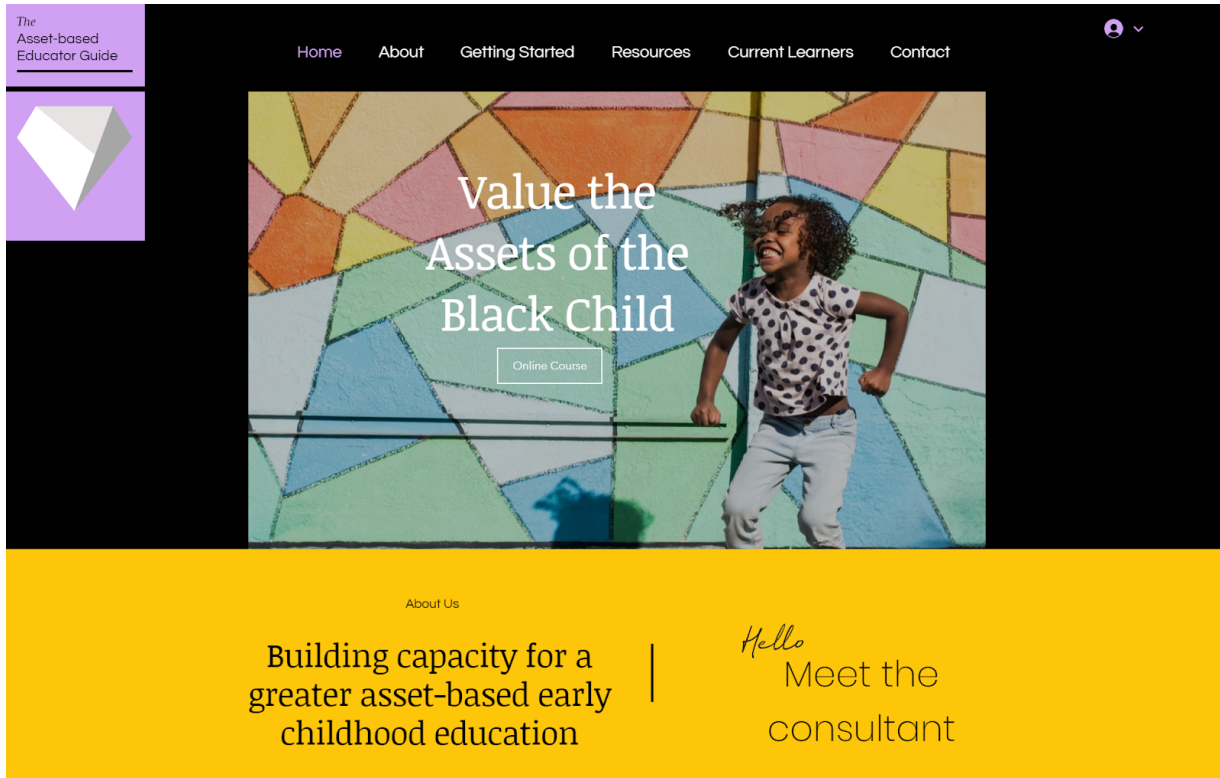 The
Asset-based
Educator Guide
Home About Getting Started Resources Current Learners Contact
Value the
Assets of the
Black Child
Online Course
About Us
Building capacity for a
greater asset-based early
childhood education
Hello
Meet the
consultant